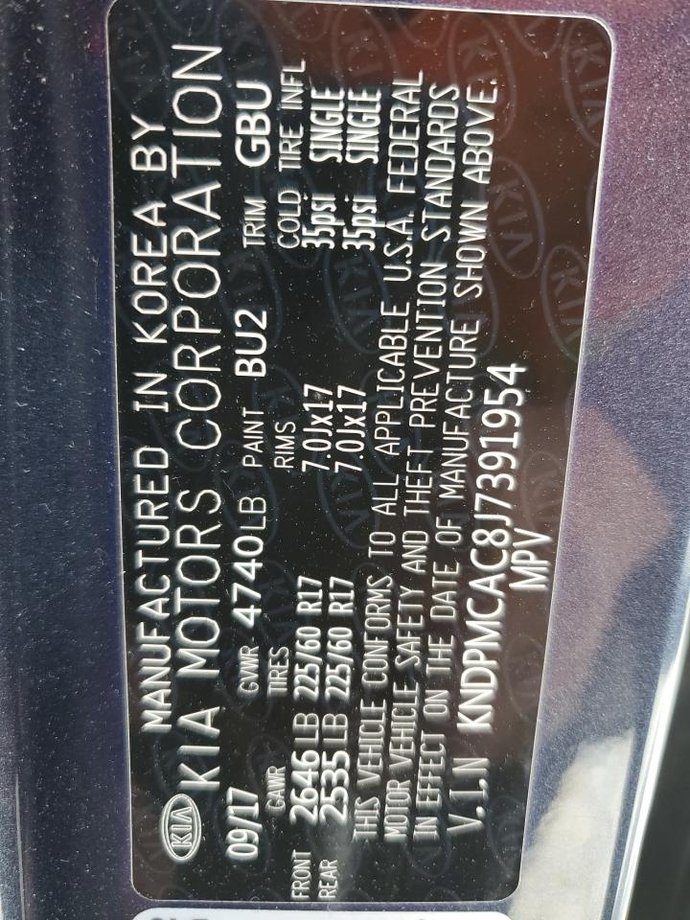 MANUFACTURED IN KOREA BY
KIA KIA MOTORS CORPORATION
09/17 GVWR 4740LB PAINT BU2 TRIM GBU
GAWR TIRES RIMS COLD TIRE INFL
FRONT 2646LB 225/60 R17 7.0Jx17 35psi SINGLE
REAR 2535LB 225/60 R17 7.0Jx17 35psi SINGLE
THIS VEHICLE CONFORMS TO ALL APPLICABLE U.S.A. FEDERAL
MOTOR VEHICLE SAFETY AND THEFT PREVENTION STANDARDS
IN EFFECT ON THE DATE OF MANUFACTURE SHOWN ABOVE.
V.I.N KNDPMCAC8J7391954
MPV